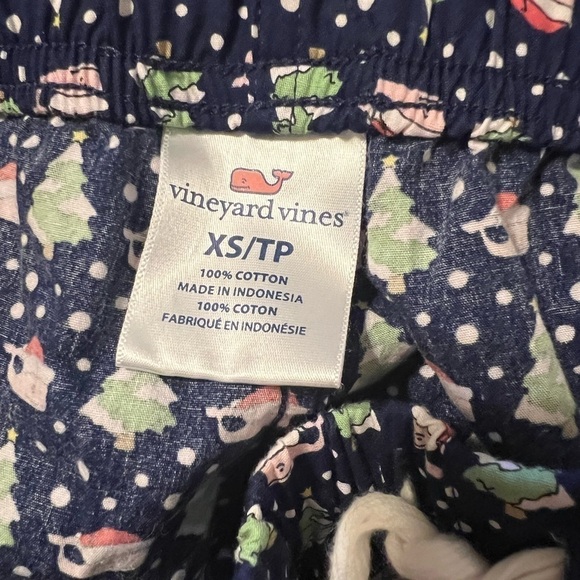 vineyard vines®
XS/TP
100% COTTON
MADE IN INDONESIA
100% COTON
FABRIQUÉ EN INDONÉSIE